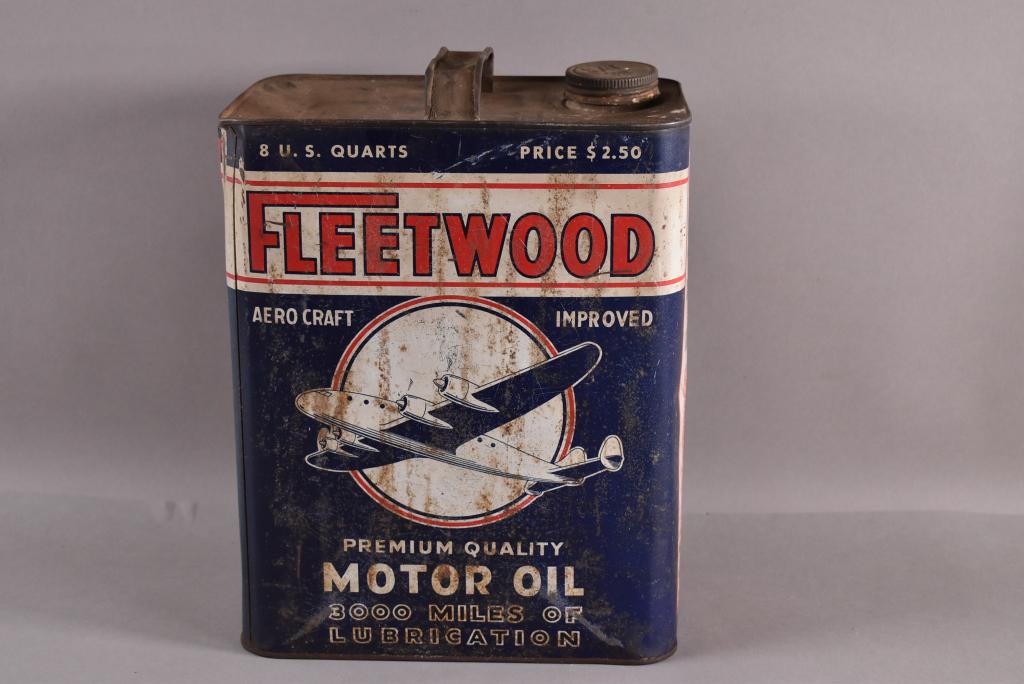 8 U. S. QUARTS PRICE $2.50
FLEETWOOD
AERO CRAFT IMPROVED
PREMIUM QUALITY
MOTOR OIL
3000 MILES OF
LUBRICATION